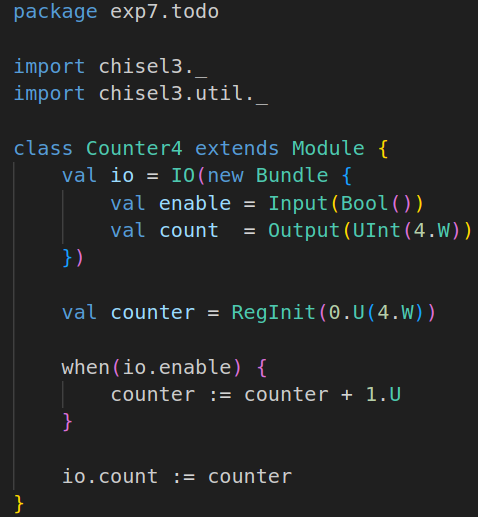 package exp7.todo

import chisel3._
import chisel3.util._

class Counter4 extends Module {
    val io = IO(new Bundle {
        val enable = Input(Bool())
        val count  = Output(UInt(4.W))
    })

    val counter = RegInit(0.U(4.W))

    when(io.enable) {
        counter := counter + 1.U
    }

    io.count := counter
}